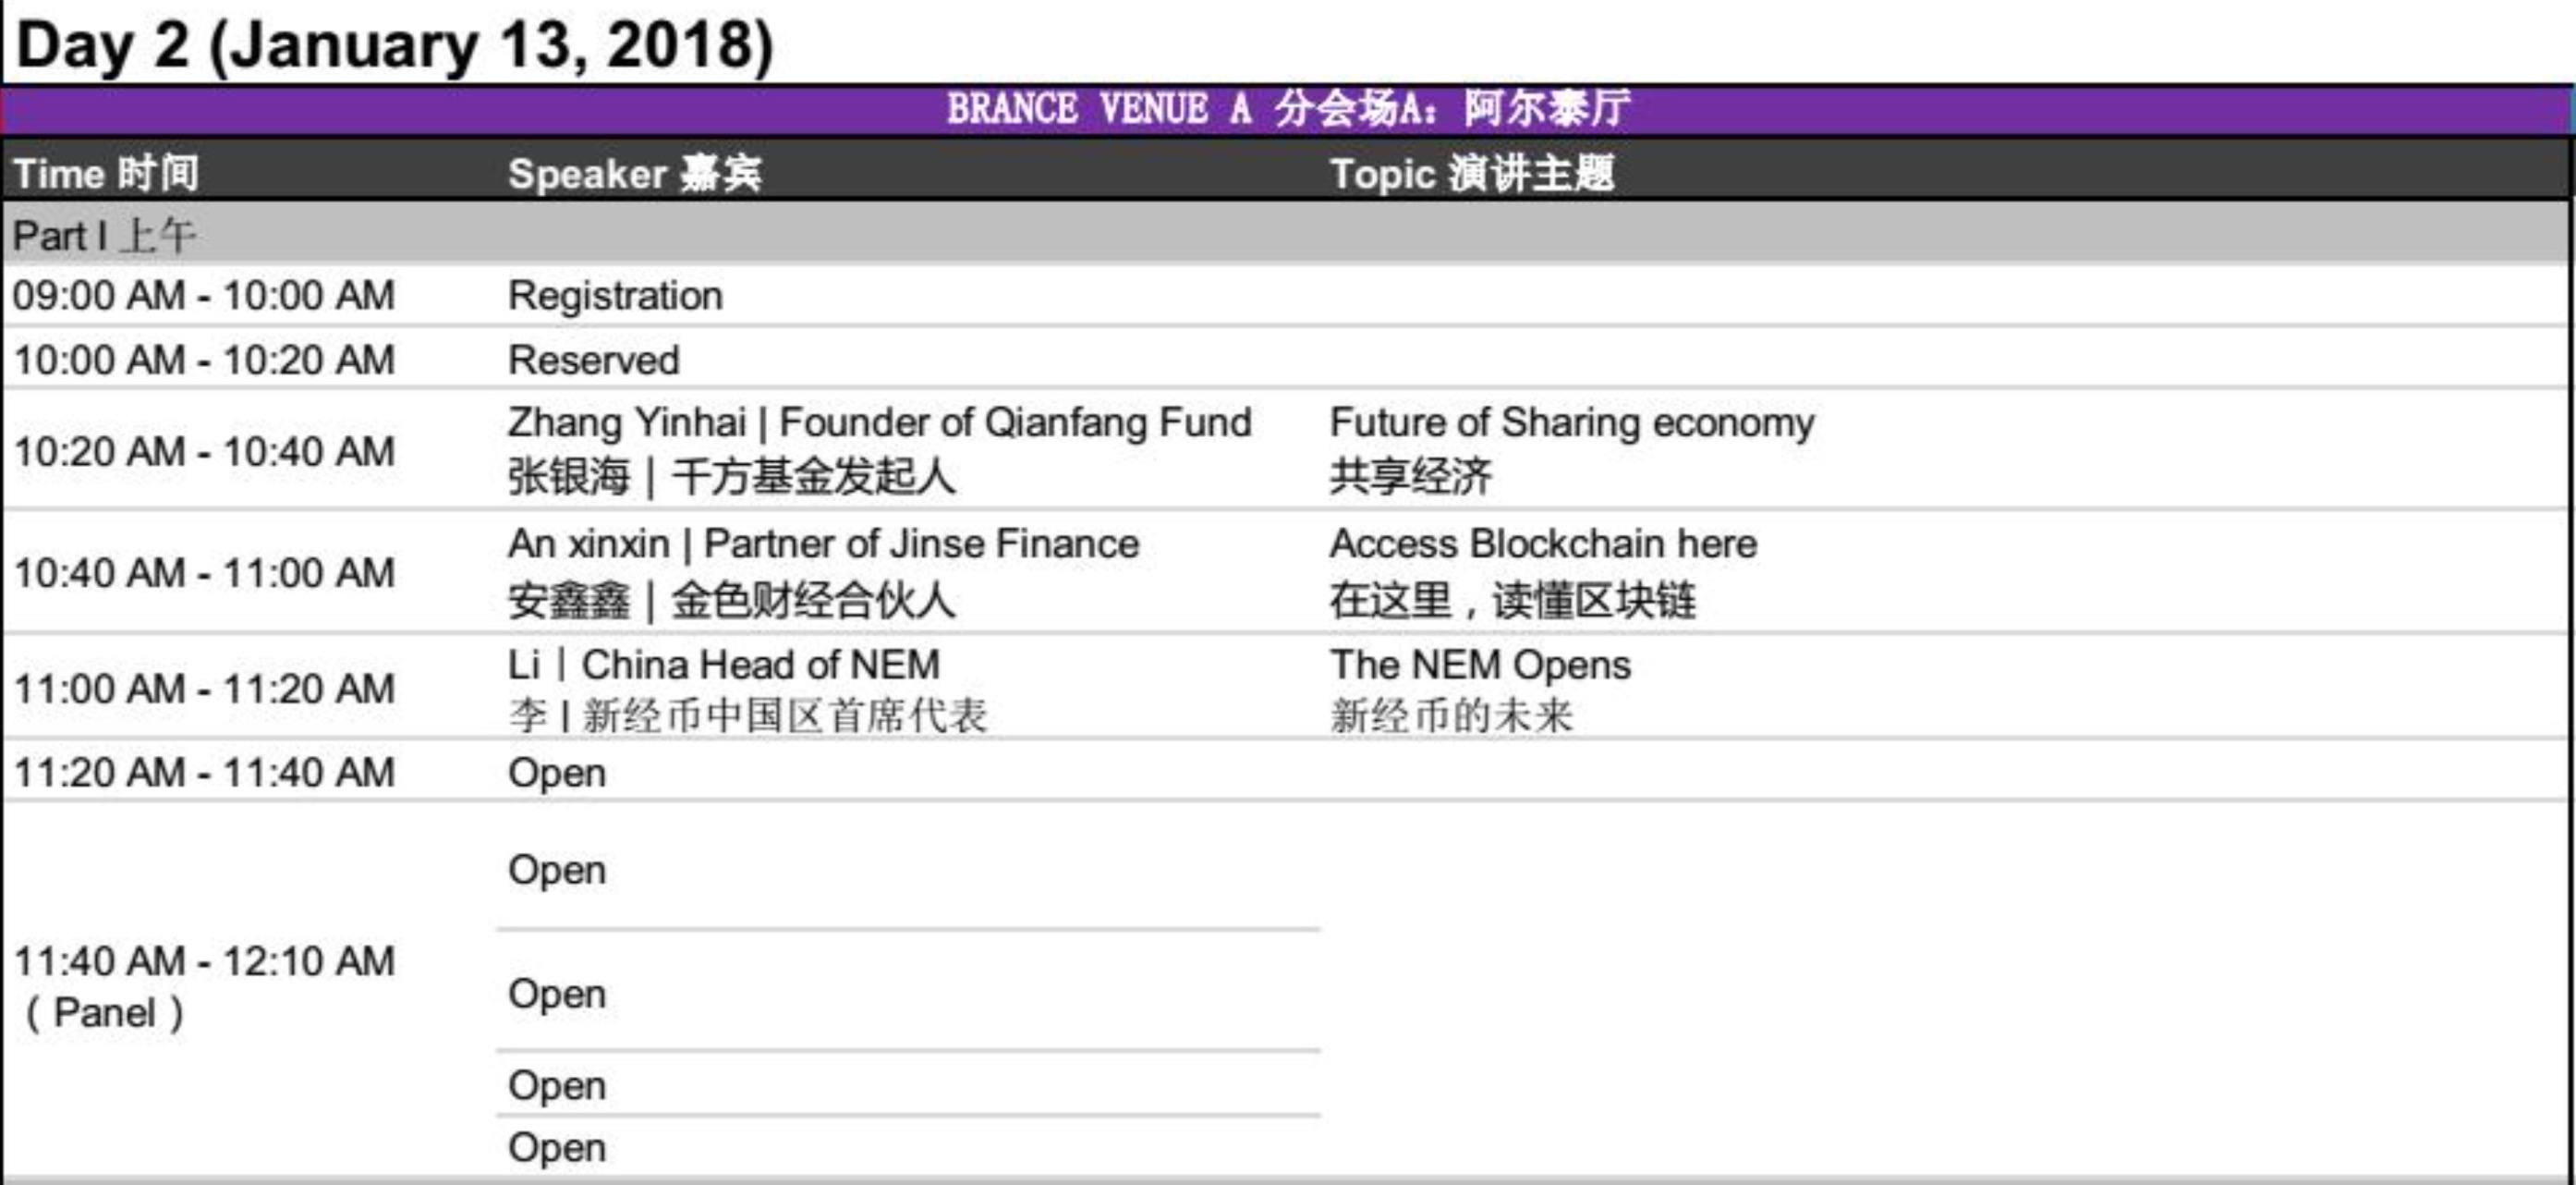 Day 2 (January 13, 2018)
BRANCE VENUE A 分会场A：阿尔泰厅
Time 时间 Speaker 嘉宾 Topic 演讲主题
Part I 上午
09:00 AM - 10:00 AM Registration
10:00 AM - 10:20 AM Reserved
10:20 AM - 10:40 AM
Zhang Yinhai | Founder of Qianfang Fund
张银海 | 千方基金发起人
Future of Sharing economy
共享经济
10:40 AM - 11:00 AM
An xinxin | Partner of Jinse Finance
安鑫鑫 | 金色财经合伙人
Access Blockchain here
在这里，读懂区块链
11:00 AM - 11:20 AM
Li | China Head of NEM
李 I 新经币中国区首席代表
The NEM Opens
新经币的未来
11:20 AM - 11:40 AM Open
11:40 AM - 12:10 AM
（ Panel ）
Open
Open
Open
Open